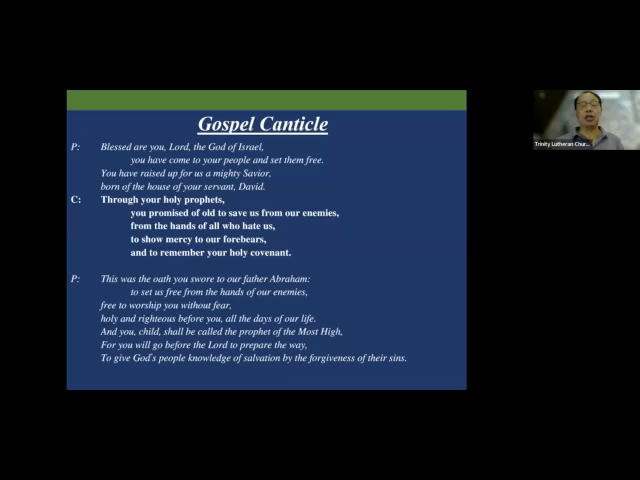 Gospel Canticle
P: Blessed are you, Lord, the God of Israel,
you have come to your people and set them free.
You have raised up for us a mighty Savior,
born of the house of your servant, David.
C: Through your holy prophets,
you promised of old to save us from our enemies,
from the hands of all who hate us,
to show mercy to our forebears,
and to remember your holy covenant.
P: This was the oath you swore to our father Abraham:
to set us free from the hands of our enemies,
free to worship you without fear,
holy and righteous before you, all the days of our life.
And you, child, shall be called the prophet of the Most High,
For you will go before the Lord to prepare the way,
To give God's people knowledge of salvation by the forgiveness of their sins.
Trinity Lutheran Chur...